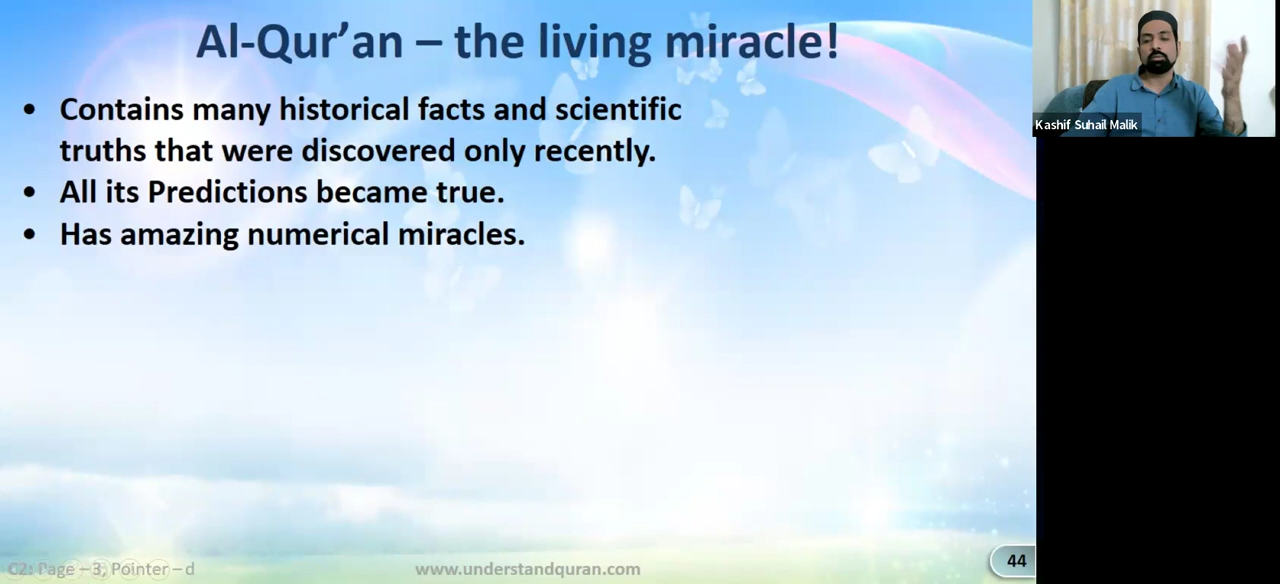 Al-Qur’an – the living miracle!
• Contains many historical facts and scientific
truths that were discovered only recently.
• All its Predictions became true.
• Has amazing numerical miracles.
Kashif Suhail Malik
C2: Page – 3, Pointer – d
www.understandquran.com
44